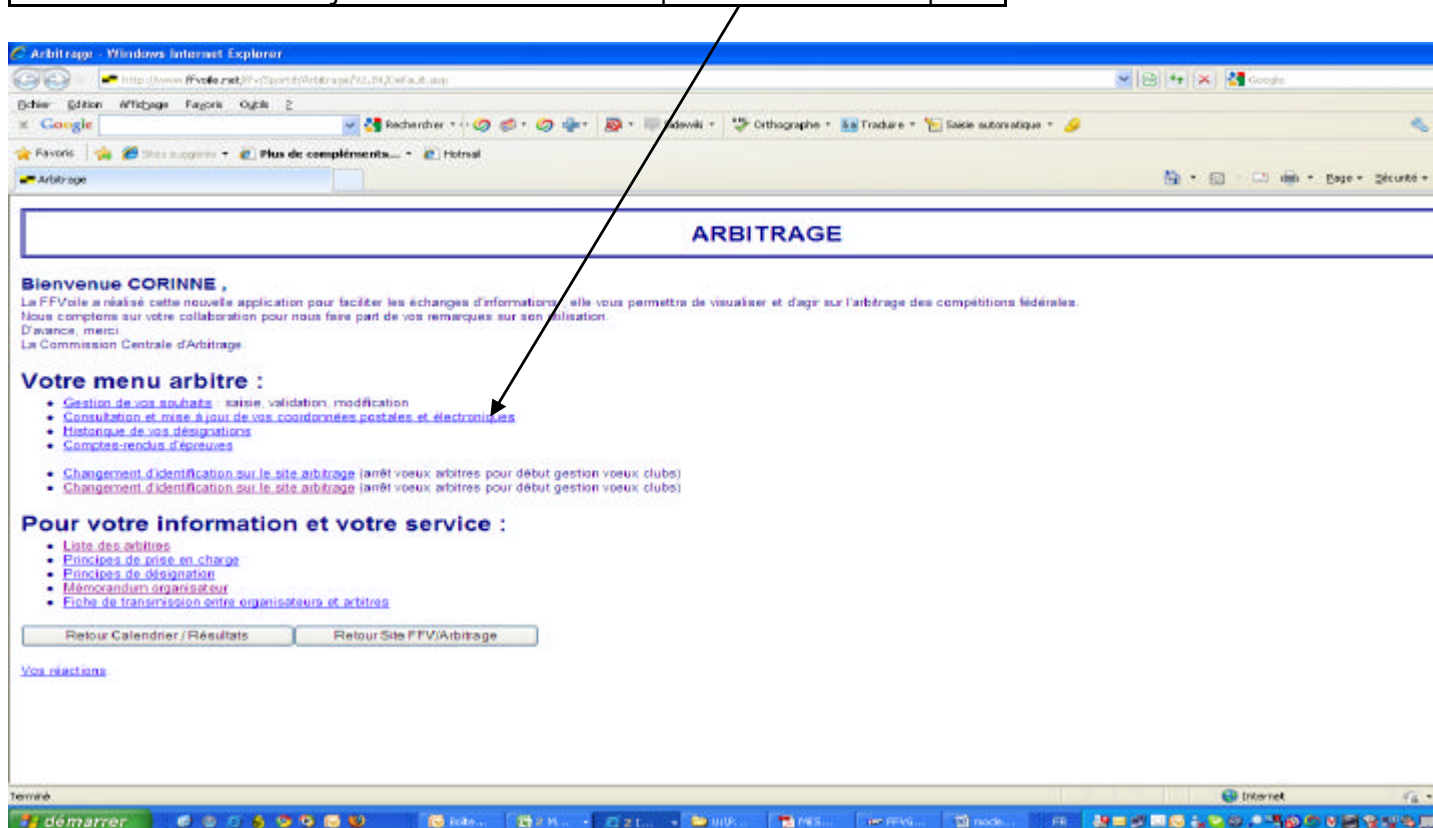 Arbitrage - Windows Internet Explorer
Google
Edition Affichage Favoris Outils ?
Google Rechercher Orthographe Traduire Saisie automatique
Favoris Plus de compléments... Hotmail
Arbitrage Page Sécurité
ARBITRAGE
Bienvenue CORINNE ,
La FFVoile a réalisé cette nouvelle application pour faciliter les échanges d'informations , elle vous permettra de visualiser et d'agir sur l'arbitrage des compétitions fédérales.
Nous comptons sur votre collaboration pour nous faire part de vos remarques sur son utilisation.
D'avance, merci
La Commission Centrale d'Arbitrage
Votre menu arbitre :
Gestion de vos souhaits : saisie, validation, modification
Consultation et mise à jour de vos coordonnées postales et électroniques
Historique de vos désignations
Comptes-rendus d'épreuves
Changement d'identification sur le site arbitrage (arrêt voeux arbitres pour début gestion voeux clubs)
Changement d'identification sur le site arbitrage (arrêt voeux arbitres pour début gestion voeux clubs)
Pour votre information et votre service :
Liste des arbitres
Principes de prise en charge
Principes de désignation
Mémorandum organisateur
Fiche de transmission entre organisateurs et arbitres
Retour Calendrier / Résultats Retour Site FFV/Arbitrage
Vos réactions
Terminé Internet
démarrer FR